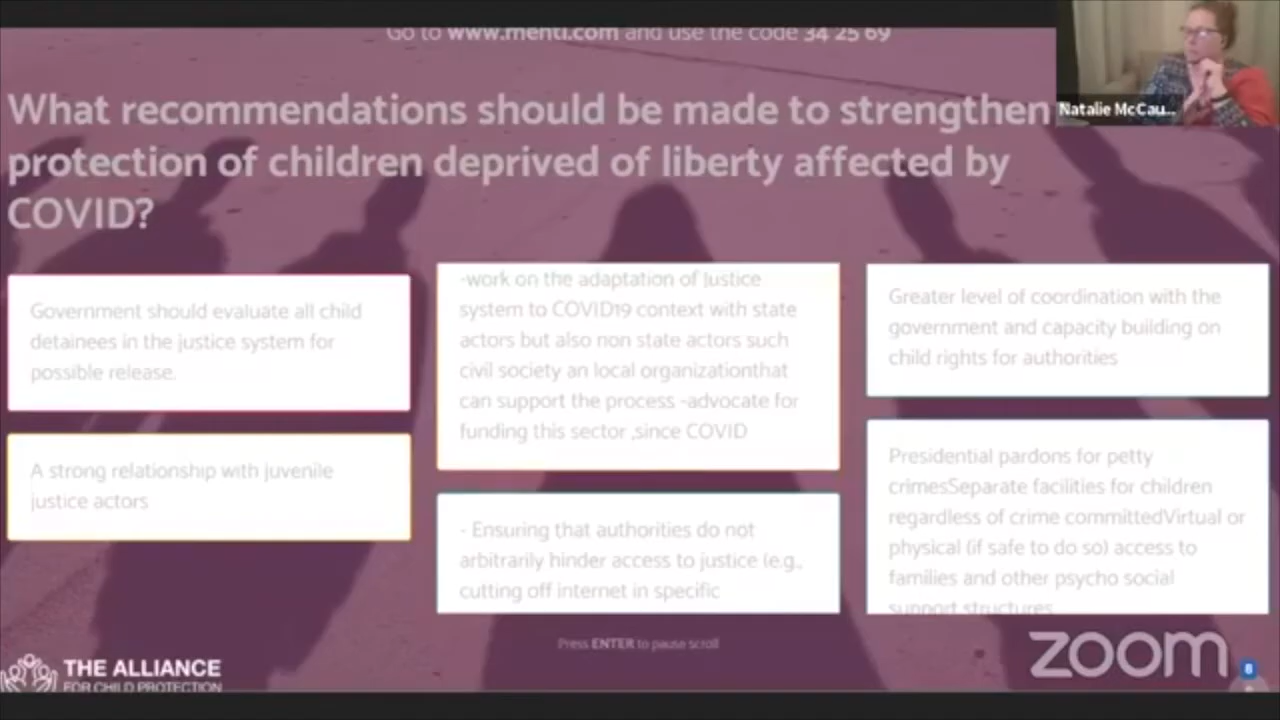 Go to www.menti.com and use the code 34 25 69
Natalie McCau...
What recommendations should be made to strengthen
protection of children deprived of liberty affected by
COVID?
Government should evaluate all child
detainees in the justice system for
possible release.
A strong relationship with juvenile
justice actors
-work on the adaptation of Justice
system to COVID19 context with state
actors but also non state actors such
civil society an local organizationthat
can support the process -advocate for
funding this sector ,since COVID
- Ensuring that authorities do not
arbitrarily hinder access to justice (e.g.,
cutting off internet in specific
Greater level of coordination with the
government and capacity building on
child rights for authorities
Presidential pardons for petty
crimesSeparate facilities for children
regardless of crime committedVirtual or
physical (if safe to do so) access to
families and other psycho social
support structures
Press ENTER to pause scroll
THE ALLIANCE
FOR CHILD PROTECTION
zoom
8